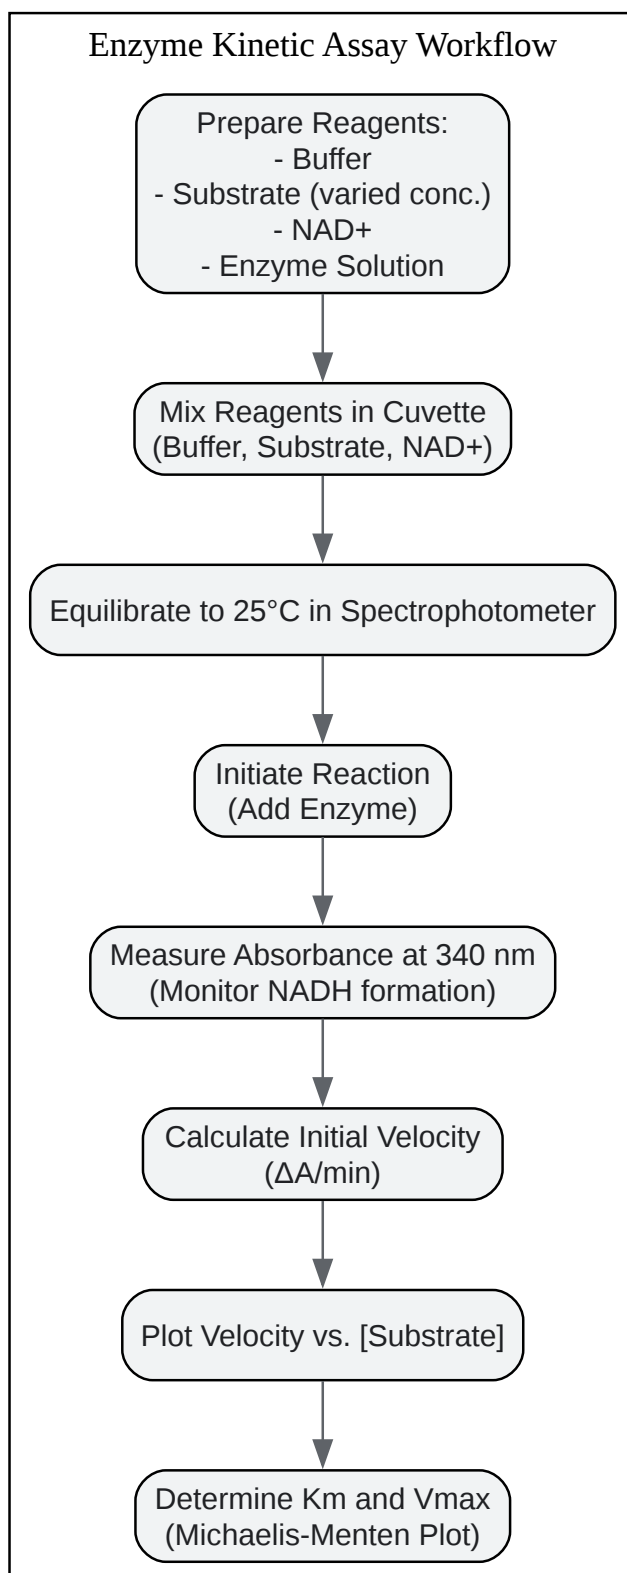 Enzyme Kinetic Assay Workflow
Prepare Reagents:
- Buffer
- Substrate (varied conc.)
- NAD+
- Enzyme Solution
Mix Reagents in Cuvette
(Buffer, Substrate, NAD+)
Equilibrate to 25°C in Spectrophotometer
Initiate Reaction
(Add Enzyme)
Measure Absorbance at 340 nm
(Monitor NADH formation)
Calculate Initial Velocity
(ΔA/min)
Plot Velocity vs. [Substrate]
Determine Km and Vmax
(Michaelis-Menten Plot)